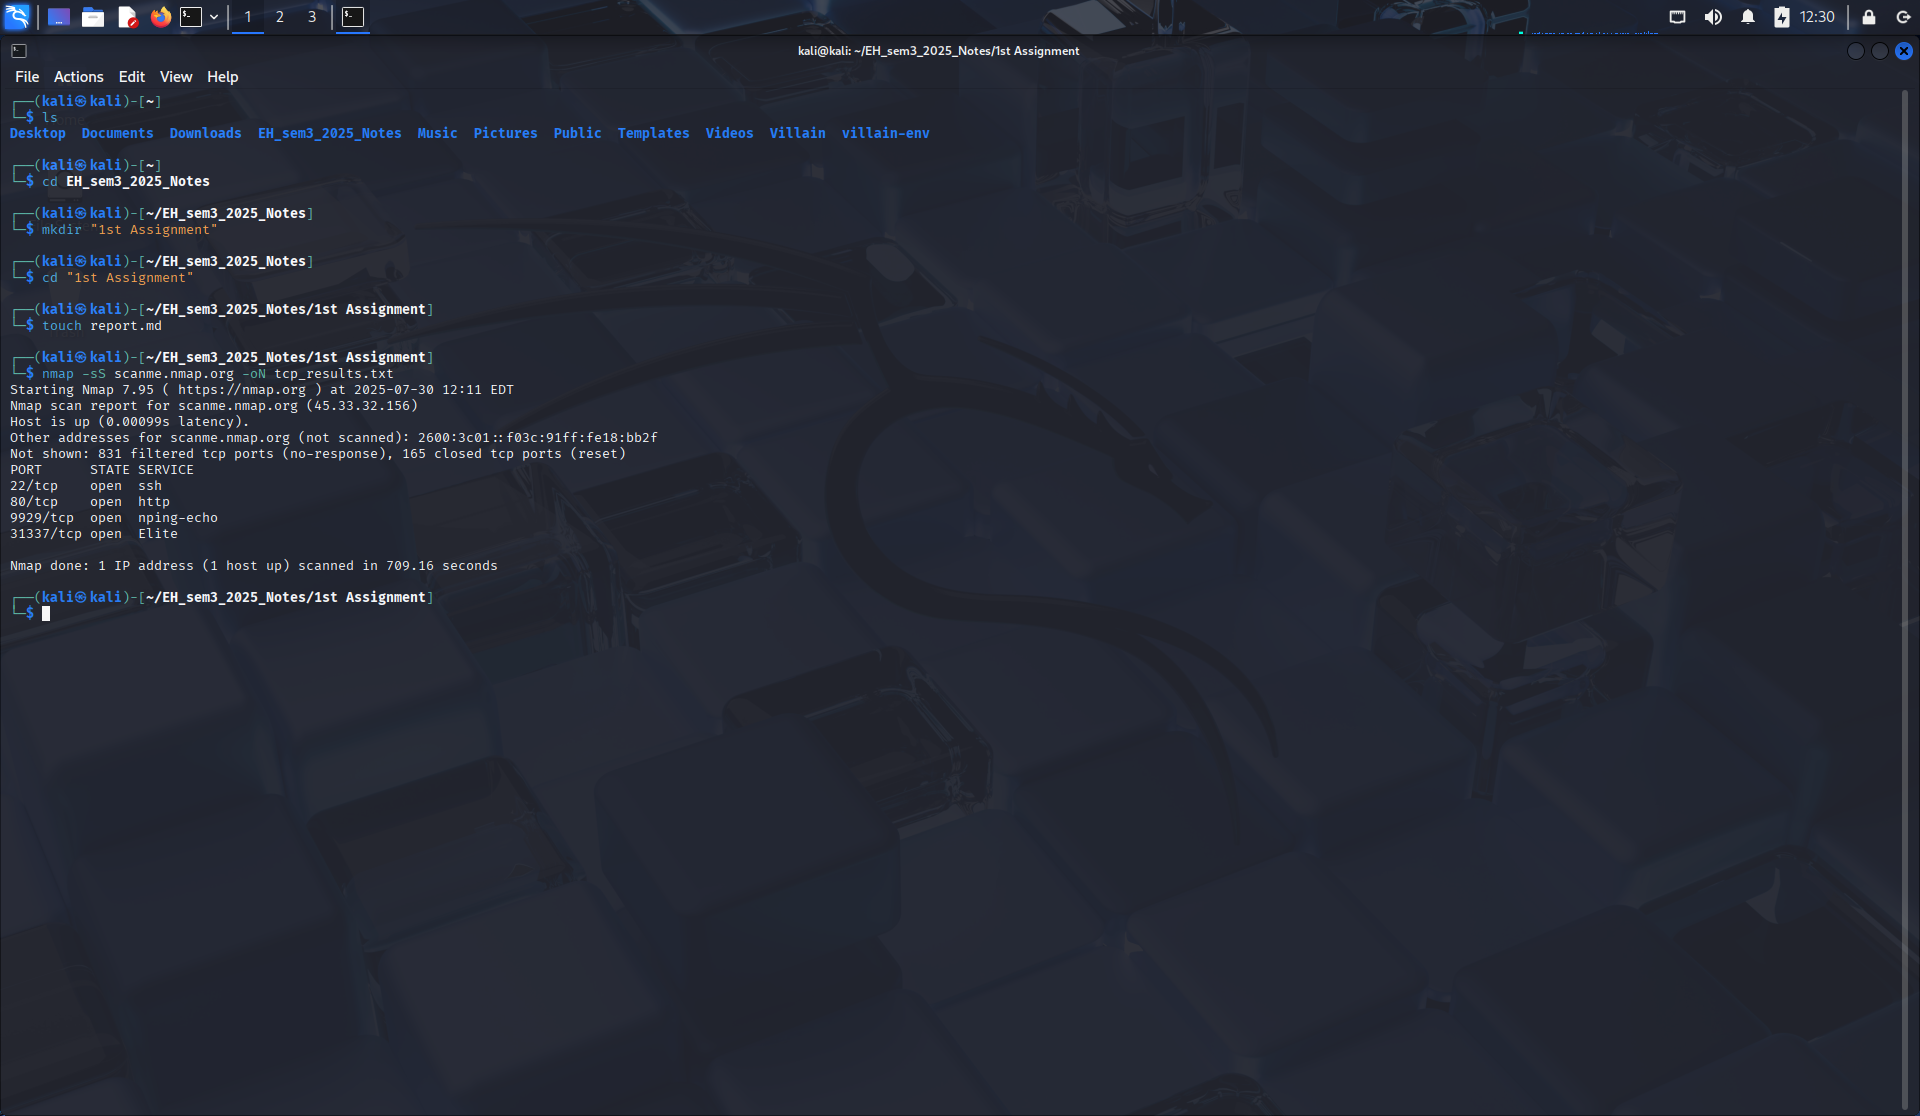 1 2 3 12:30
kali@kali: ~/EH_sem3_2025_Notes/1st Assignment
File Actions Edit View Help
┌──(kali㉿kali)-[~]
└─$ ls
Desktop Documents Downloads EH_sem3_2025_Notes Music Pictures Public Templates Videos Villain villain-env
┌──(kali㉿kali)-[~]
└─$ cd EH_sem3_2025_Notes
┌──(kali㉿kali)-[~/EH_sem3_2025_Notes]
└─$ mkdir "1st Assignment"
┌──(kali㉿kali)-[~/EH_sem3_2025_Notes]
└─$ cd "1st Assignment"
┌──(kali㉿kali)-[~/EH_sem3_2025_Notes/1st Assignment]
└─$ touch report.md
┌──(kali㉿kali)-[~/EH_sem3_2025_Notes/1st Assignment]
└─$ nmap -sS scanme.nmap.org -oN tcp_results.txt
Starting Nmap 7.95 ( https://nmap.org ) at 2025-07-30 12:11 EDT
Nmap scan report for scanme.nmap.org (45.33.32.156)
Host is up (0.00099s latency).
Other addresses for scanme.nmap.org (not scanned): 2600:3c01::f03c:91ff:fe18:bb2f
Not shown: 831 filtered tcp ports (no-response), 165 closed tcp ports (reset)
PORT STATE SERVICE
22/tcp open ssh
80/tcp open http
9929/tcp open nping-echo
31337/tcp open Elite
Nmap done: 1 IP address (1 host up) scanned in 709.16 seconds
┌──(kali㉿kali)-[~/EH_sem3_2025_Notes/1st Assignment]
└─$